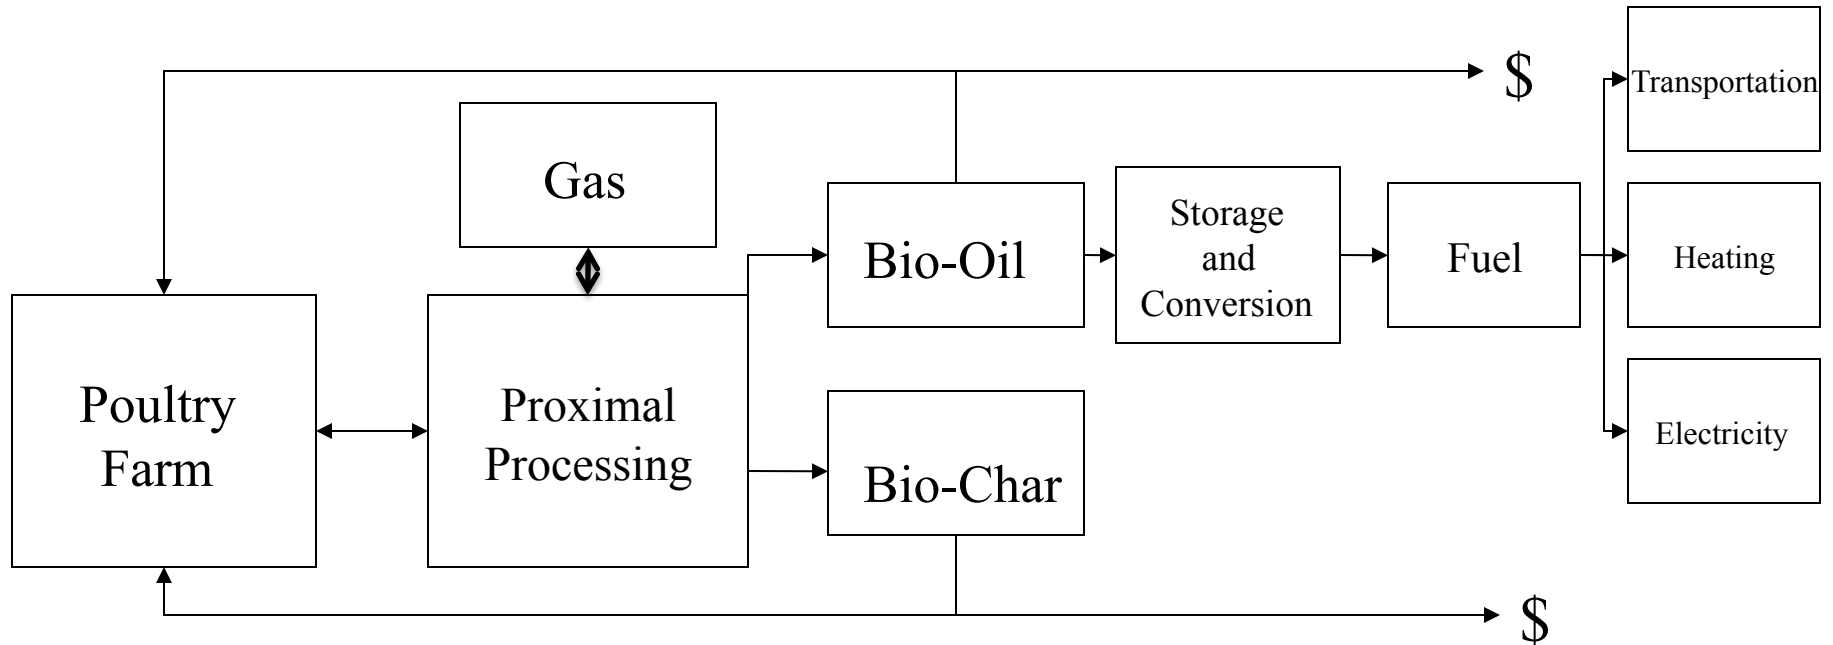 $
Transportation
Gas
Storage
and
Conversion
Bio-Oil
Fuel
Heating
Poultry
Farm
Proximal
Processing
Bio-Char
Electricity
$